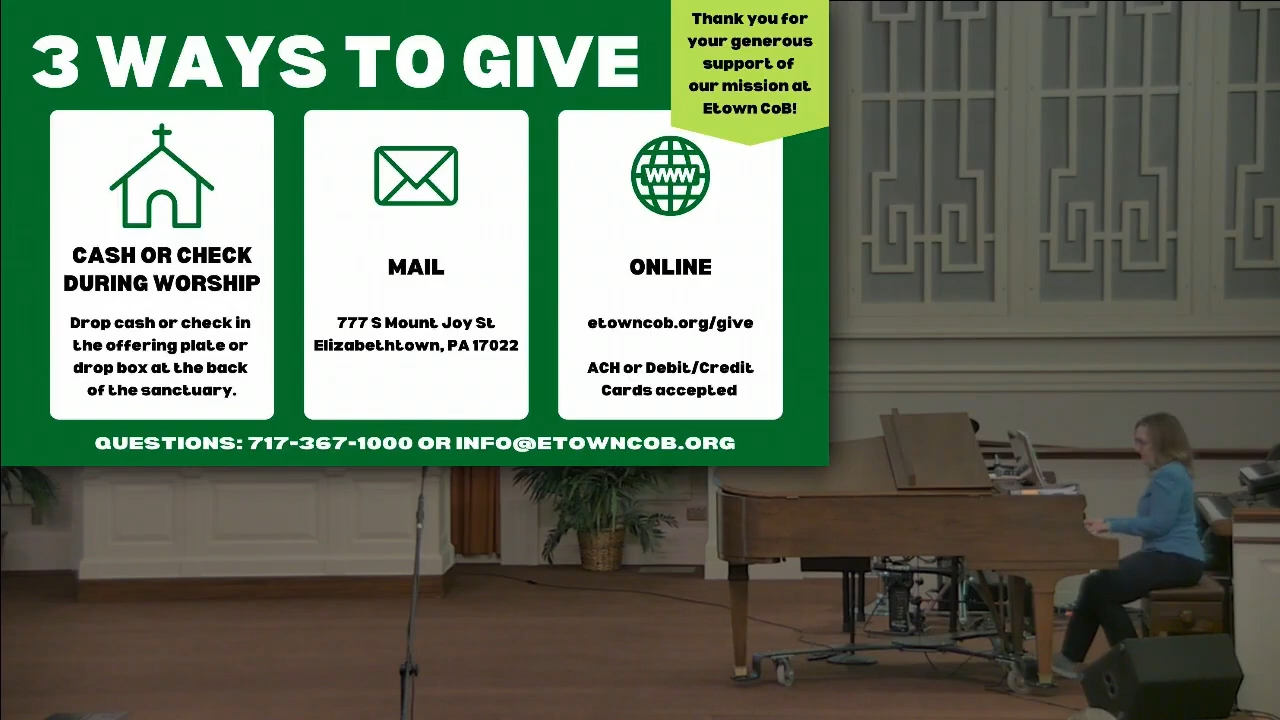 3 WAYS TO GIVE
Thank you for
your generous
support of
our mission at
Etown CoB!
CASH OR CHECK
DURING WORSHIP
Drop cash or check in
the offering plate or
drop box at the back
of the sanctuary.
MAIL
777 S Mount Joy St
Elizabethtown, PA 17022
WWW
ONLINE
etowncob.org/give
ACH or Debit/Credit
Cards accepted
QUESTIONS: 717-367-1000 OR INFO@ETOWNCOB.ORG